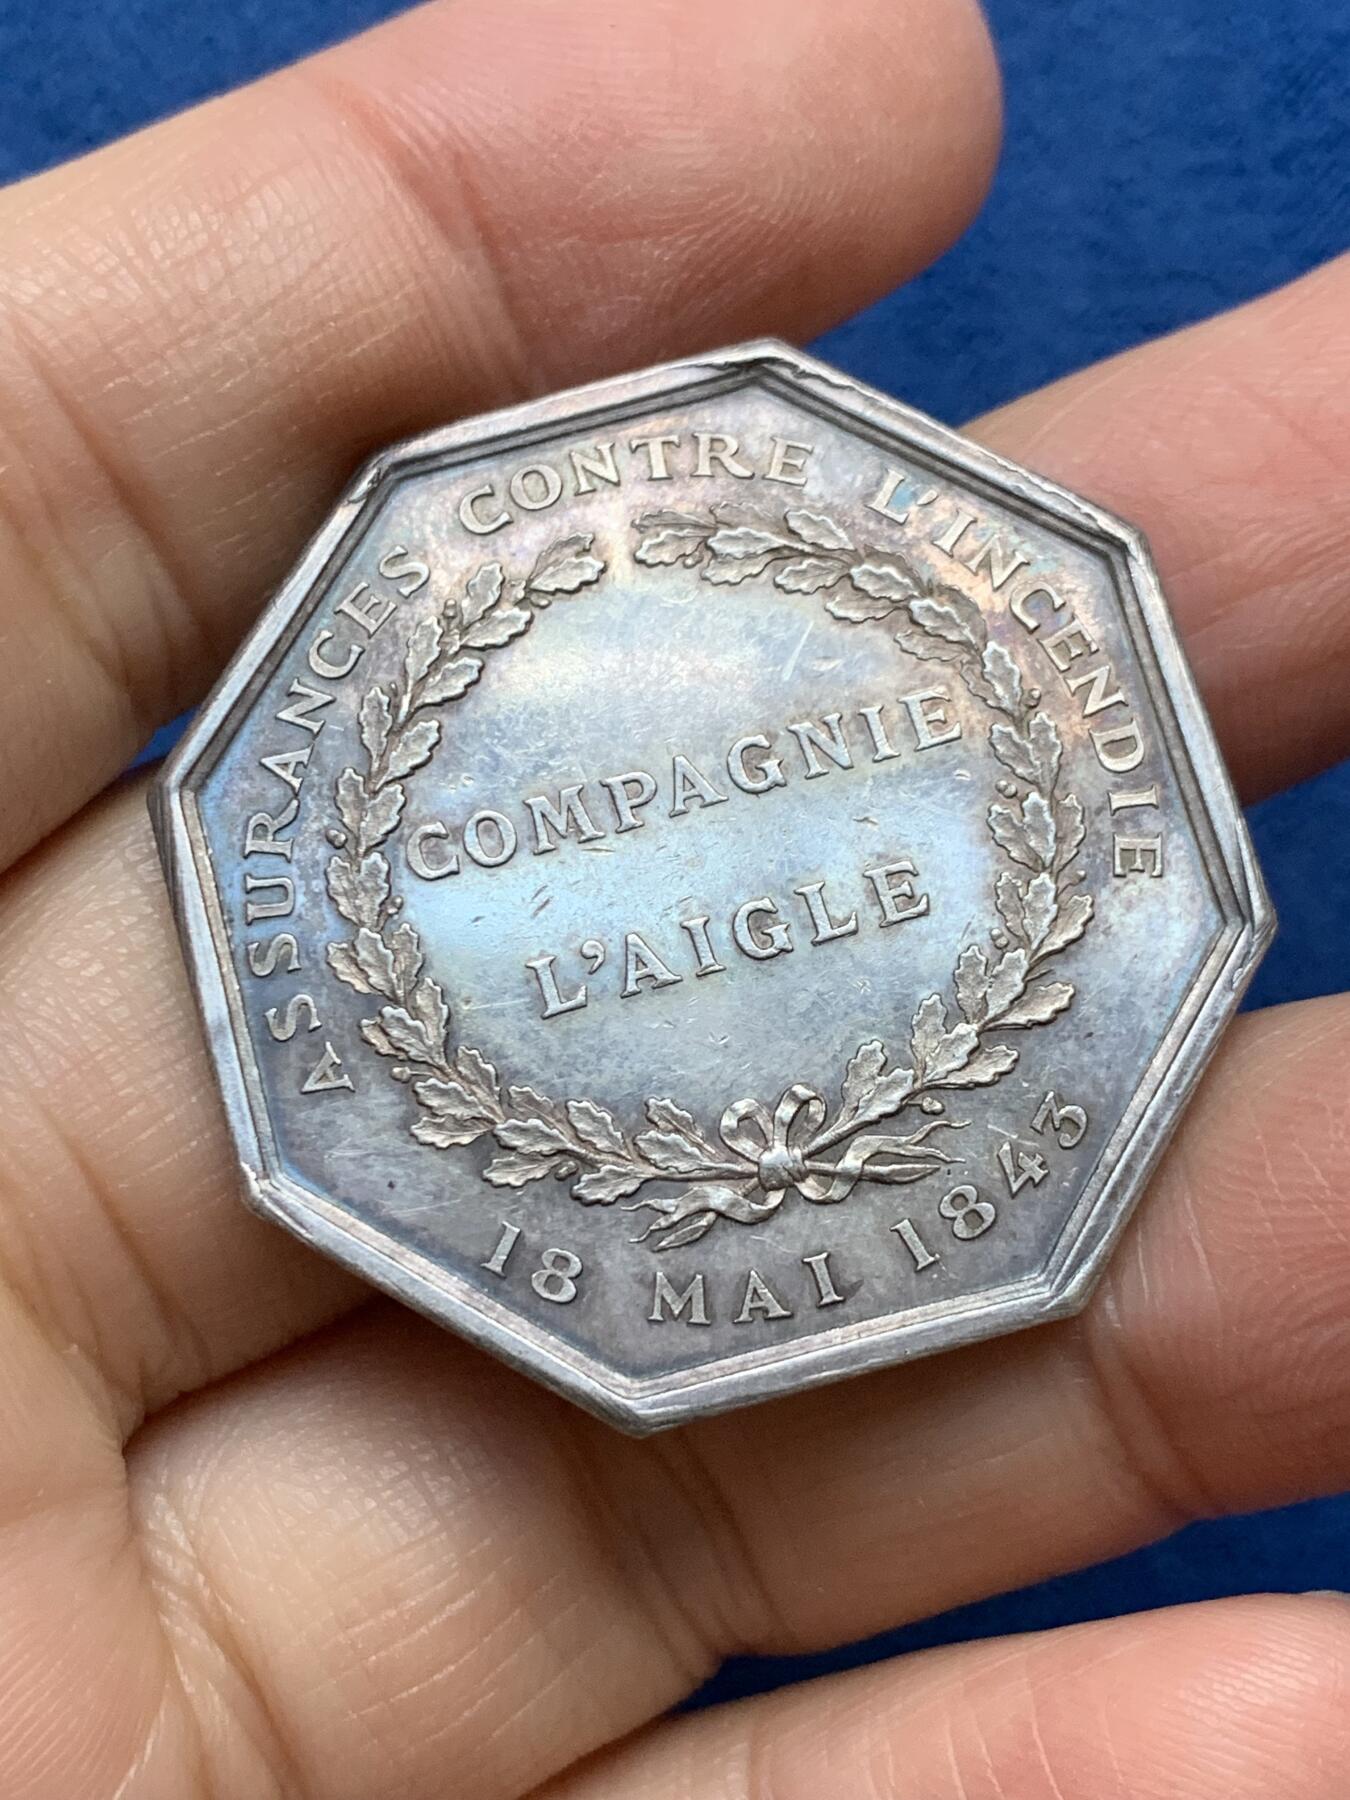 ASSURANCES CONTRE L'INCENDIE
COMPAGNIE
L'AIGLE
18 MAI 1843